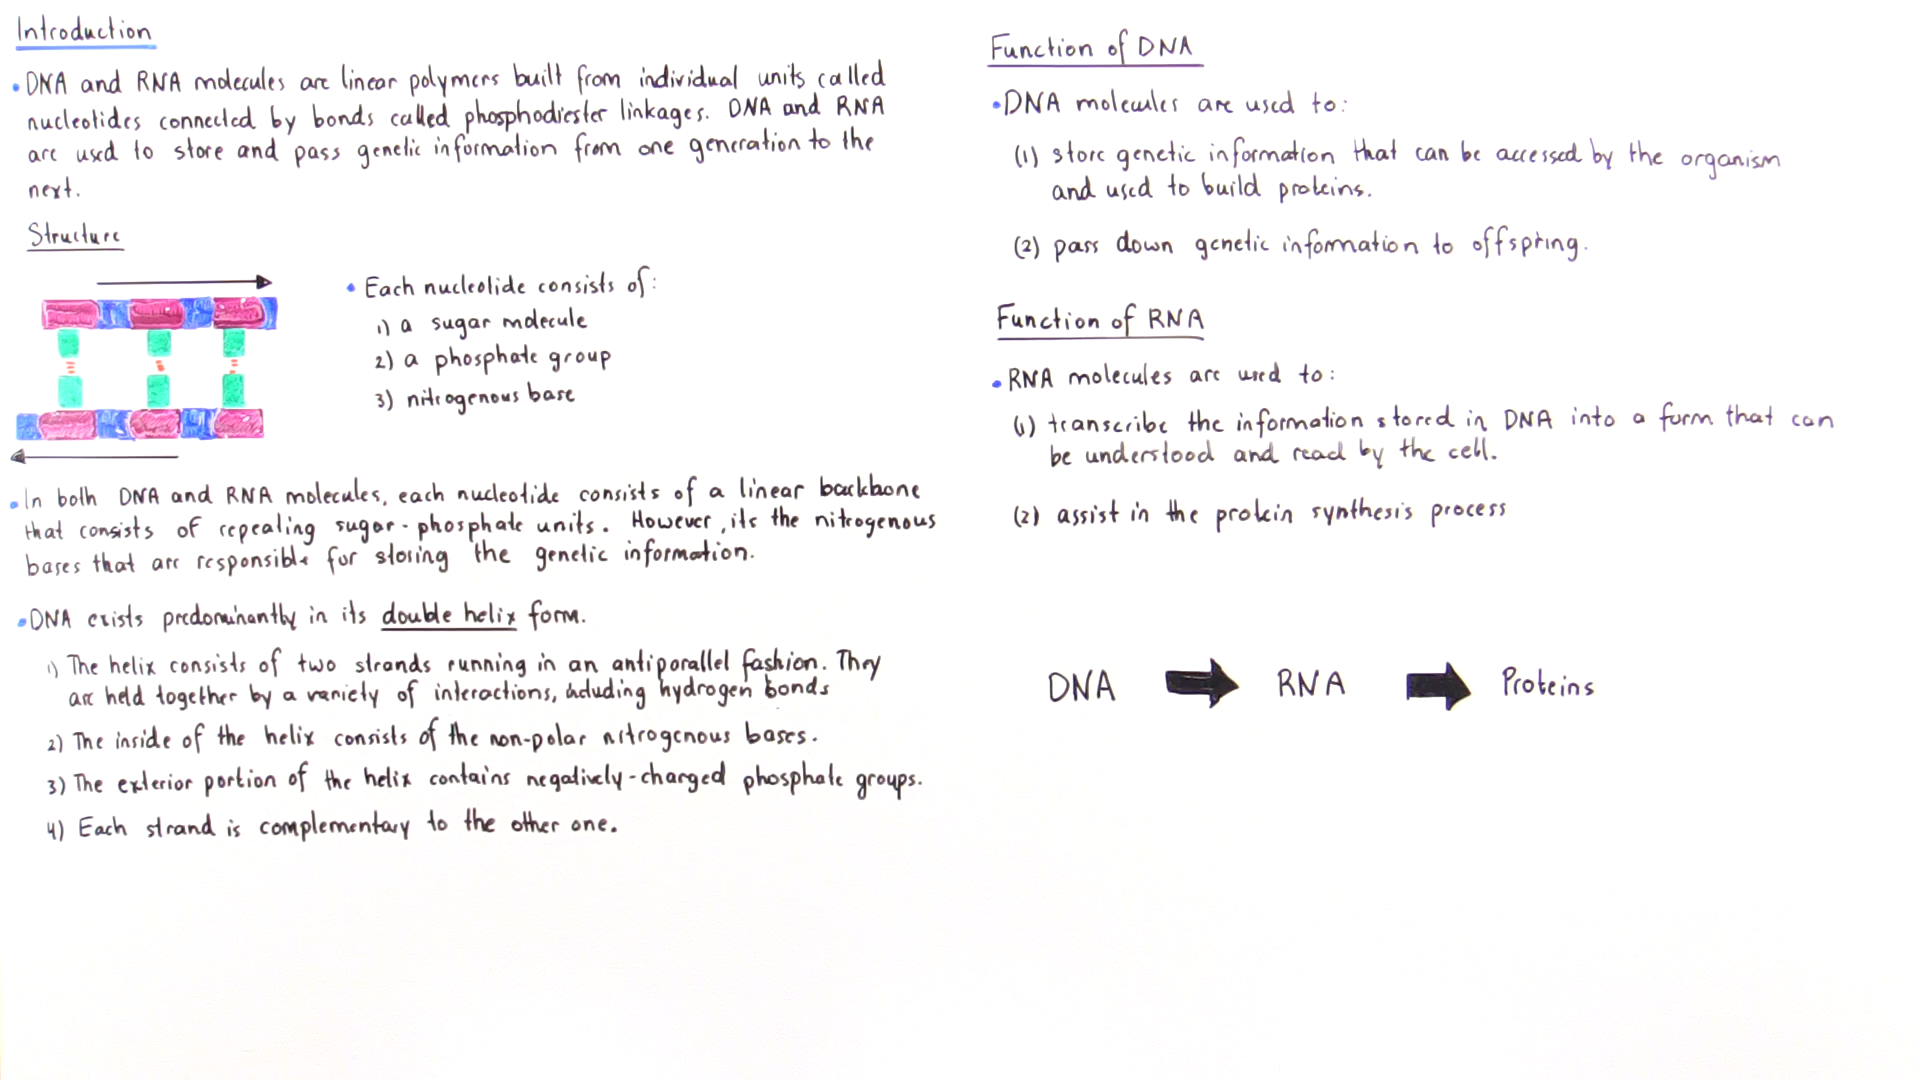 Introduction
• DNA and RNA molecules are linear polymers built from individual units called
nucleotides connected by bonds called phosphodiester linkages. DNA and RNA
are used to store and pass genetic information from one generation to the
next.
Structure
• Each nucleotide consists of:
1) a sugar molecule
2) a phosphate group
3) nitrogenous base
• In both DNA and RNA molecules, each nucleotide consists of a linear backbone
that consists of repeating sugar-phosphate units. However, its the nitrogenous
bases that are responsible for storing the genetic information.
• DNA exists predominantly in its double helix form.
1) The helix consists of two strands running in an antiparallel fashion. They
are held together by a variety of interactions, including hydrogen bonds
2) The inside of the helix consists of the non-polar nitrogenous bases.
3) The exterior portion of the helix contains negatively-charged phosphate groups.
4) Each strand is complementary to the other one.
Function of DNA
• DNA molecules are used to:
(1) store genetic information that can be accessed by the organism
and used to build proteins.
(2) pass down genetic information to offspring.
Function of RNA
• RNA molecules are used to:
(1) transcribe the information stored in DNA into a form that can
be understood and read by the cell.
(2) assist in the protein synthesis process
DNA → RNA → Proteins